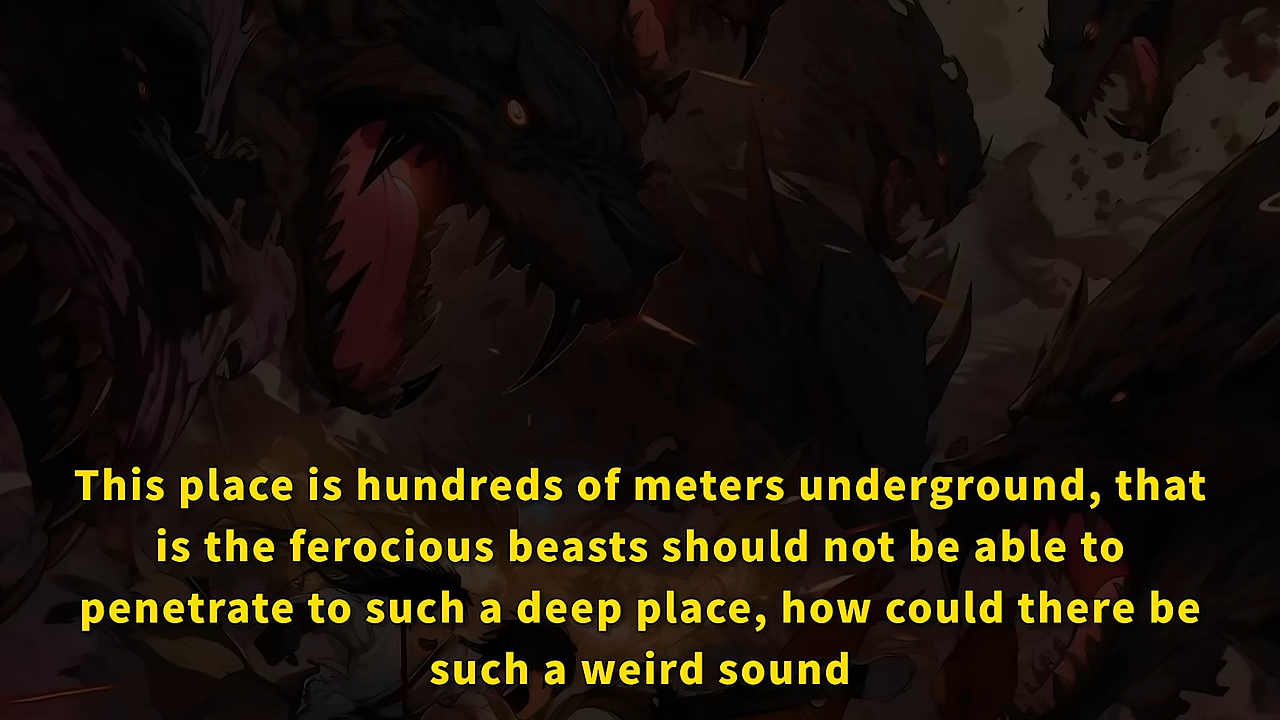 This place is hundreds of meters underground, that
is the ferocious beasts should not be able to
penetrate to such a deep place, how could there be
such a weird sound